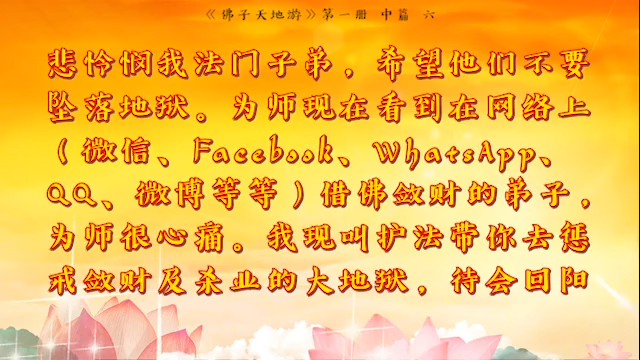 《佛子天地游》第一册 中篇 六
悲怜悯我法门子弟，希望他们不要
坠落地狱。为师现在看到在网络上
（微信、Facebook、WhatsApp、
QQ、微博等等）借佛敛财的弟子，
为师很心痛。我现叫护法带你去惩
戒敛财及杀业的大地狱，待会回阳